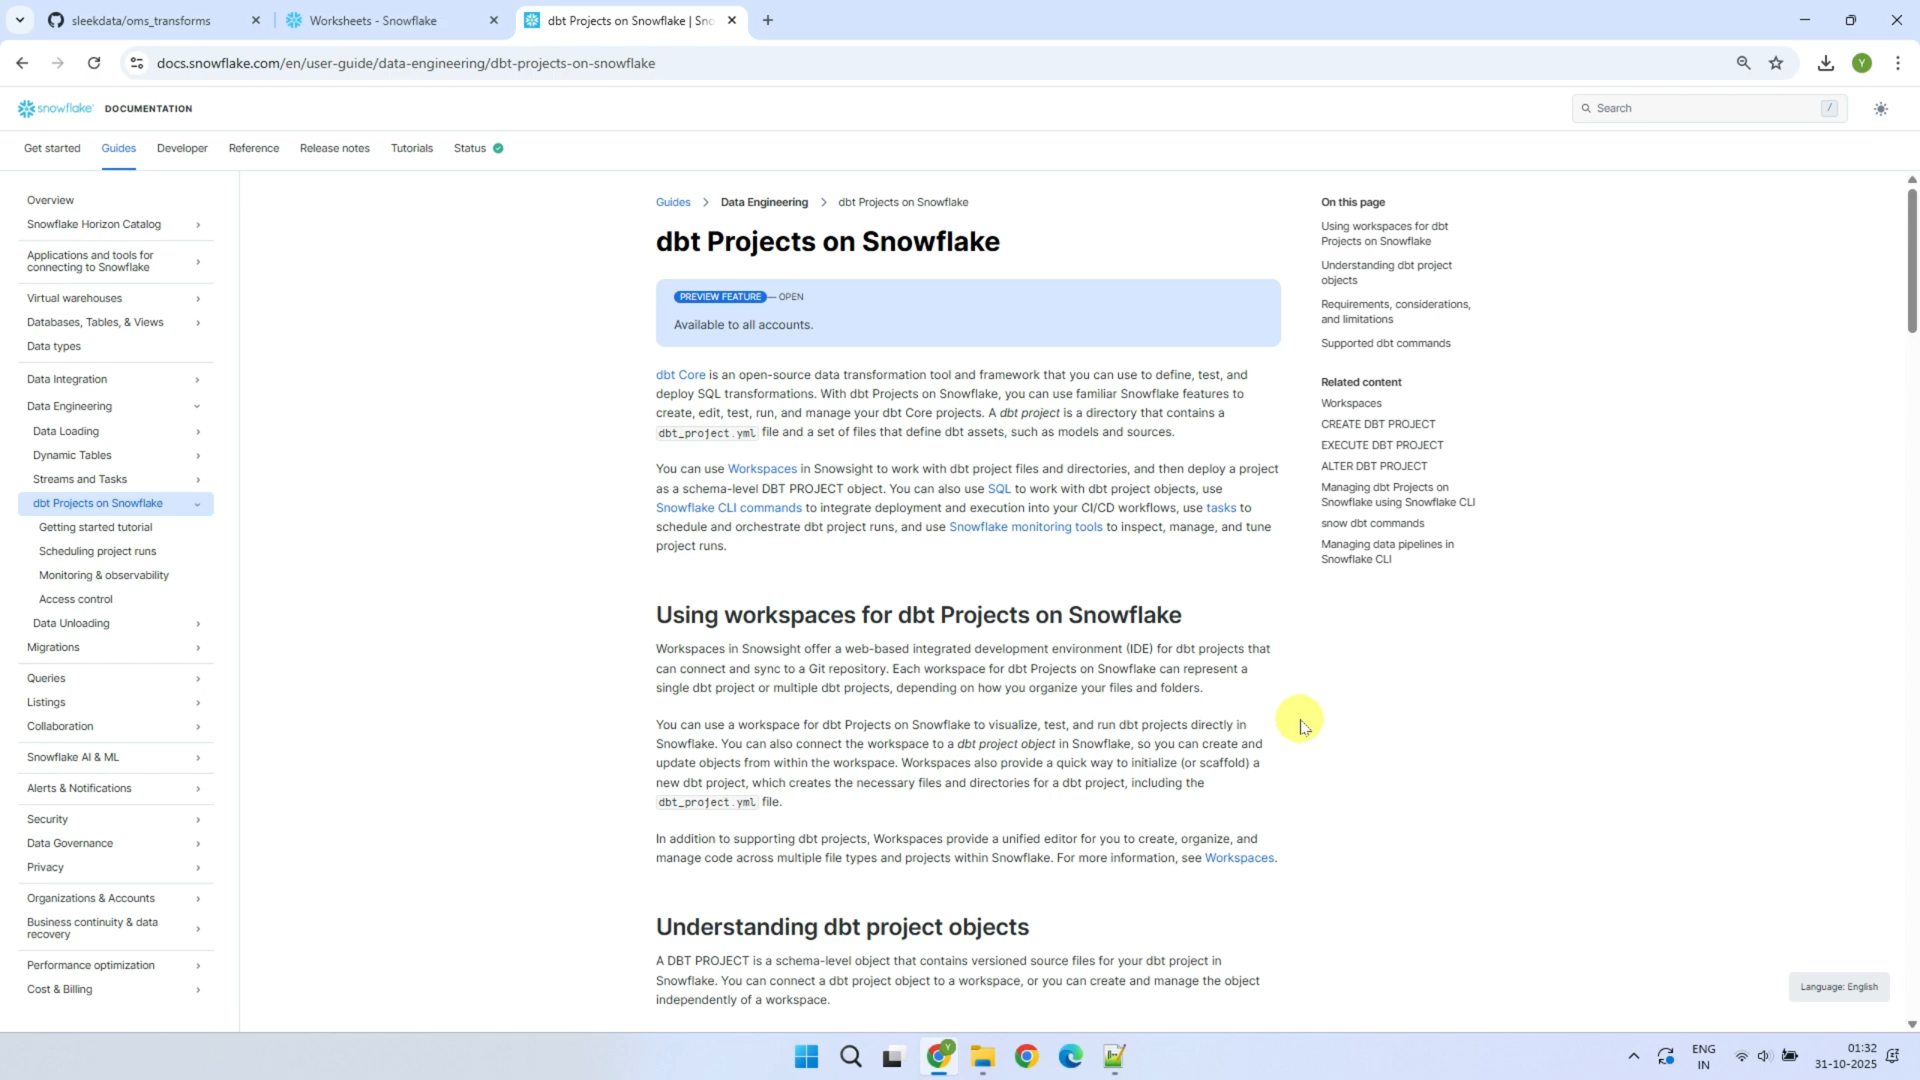 sleekdata/oms_transforms
Worksheets - Snowflake
dbt Projects on Snowflake | Sno
docs.snowflake.com/en/user-guide/data-engineering/dbt-projects-on-snowflake
Y
snowflake DOCUMENTATION
Search
/
Get started
Guides
Developer
Reference
Release notes
Tutorials
Status
Overview
Snowflake Horizon Catalog
Applications and tools for
connecting to Snowflake
Virtual warehouses
Databases, Tables, & Views
Data types
Data Integration
Data Engineering
Data Loading
Dynamic Tables
Streams and Tasks
dbt Projects on Snowflake
Getting started tutorial
Scheduling project runs
Monitoring & observability
Access control
Data Unloading
Migrations
Queries
Listings
Collaboration
Snowflake AI & ML
Alerts & Notifications
Security
Data Governance
Privacy
Organizations & Accounts
Business continuity & data
recovery
Performance optimization
Cost & Billing
Guides > Data Engineering > dbt Projects on Snowflake
dbt Projects on Snowflake
PREVIEW FEATURE — OPEN
Available to all accounts.
dbt Core is an open-source data transformation tool and framework that you can use to define, test, and
deploy SQL transformations. With dbt Projects on Snowflake, you can use familiar Snowflake features to
create, edit, test, run, and manage your dbt Core projects. A dbt project is a directory that contains a
dbt_project.yml file and a set of files that define dbt assets, such as models and sources.
You can use Workspaces in Snowsight to work with dbt project files and directories, and then deploy a project
as a schema-level DBT PROJECT object. You can also use SQL to work with dbt project objects, use
Snowflake CLI commands to integrate deployment and execution into your CI/CD workflows, use tasks to
schedule and orchestrate dbt project runs, and use Snowflake monitoring tools to inspect, manage, and tune
project runs.
Using workspaces for dbt Projects on Snowflake
Workspaces in Snowsight offer a web-based integrated development environment (IDE) for dbt projects that
can connect and sync to a Git repository. Each workspace for dbt Projects on Snowflake can represent a
single dbt project or multiple dbt projects, depending on how you organize your files and folders.
You can use a workspace for dbt Projects on Snowflake to visualize, test, and run dbt projects directly in
Snowflake. You can also connect the workspace to a dbt project object in Snowflake, so you can create and
update objects from within the workspace. Workspaces also provide a quick way to initialize (or scaffold) a
new dbt project, which creates the necessary files and directories for a dbt project, including the
dbt_project.yml file.
In addition to supporting dbt projects, Workspaces provide a unified editor for you to create, organize, and
manage code across multiple file types and projects within Snowflake. For more information, see Workspaces.
Understanding dbt project objects
A DBT PROJECT is a schema-level object that contains versioned source files for your dbt project in
Snowflake. You can connect a dbt project object to a workspace, or you can create and manage the object
independently of a workspace.
On this page
Using workspaces for dbt
Projects on Snowflake
Understanding dbt project
objects
Requirements, considerations,
and limitations
Supported dbt commands
Related content
Workspaces
CREATE DBT PROJECT
EXECUTE DBT PROJECT
ALTER DBT PROJECT
Managing dbt Projects on
Snowflake using Snowflake CLI
snow dbt commands
Managing data pipelines in
Snowflake CLI
Language: English
Y
ENG
IN
01:32
31-10-2025